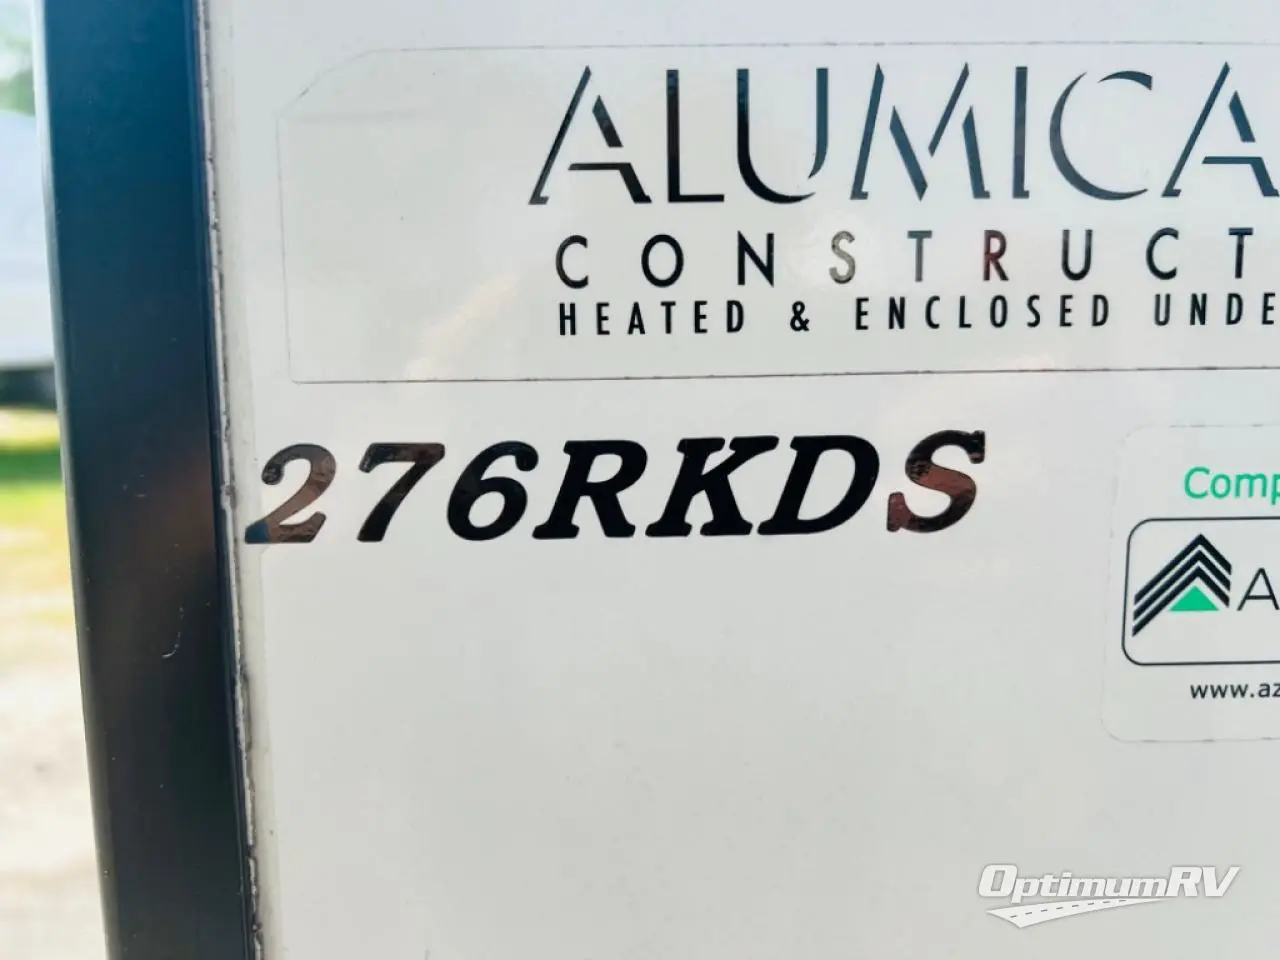 ALUMICA
CONSTRUCT
HEATED & ENCLOSED UNDE
276RKDS
Comp
A
www.az
OptimumRV